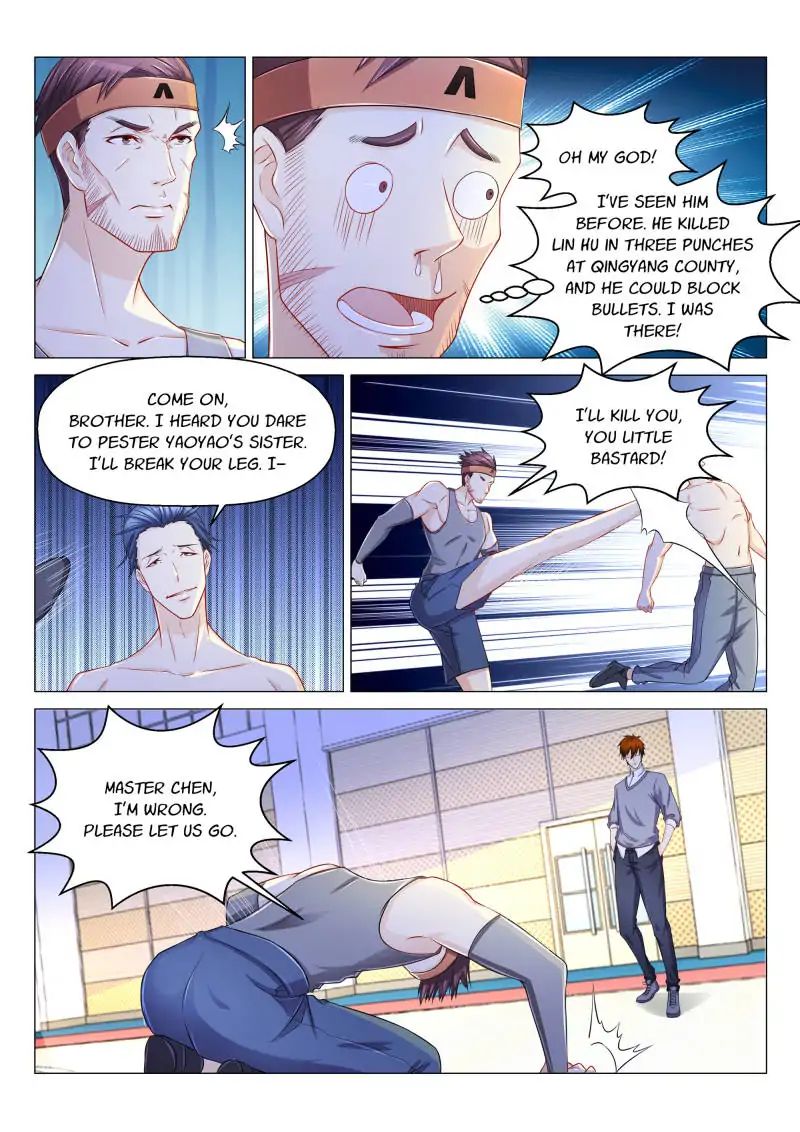 OH MY GOD!
I'VE SEEN HIM
BEFORE. HE KILLED
LIN HU IN THREE PUNCHES
AT QINGYANG COUNTY,
AND HE COULD BLOCK
BULLETS. I WAS
THERE!
COME ON,
BROTHER. I HEARD YOU DARE
TO PESTER YAOYAO'S SISTER.
I'LL BREAK YOUR LEG. I-
I'LL KILL YOU,
YOU LITTLE
BASTARD!
MASTER CHEN,
I'M WRONG.
PLEASE LET US GO.